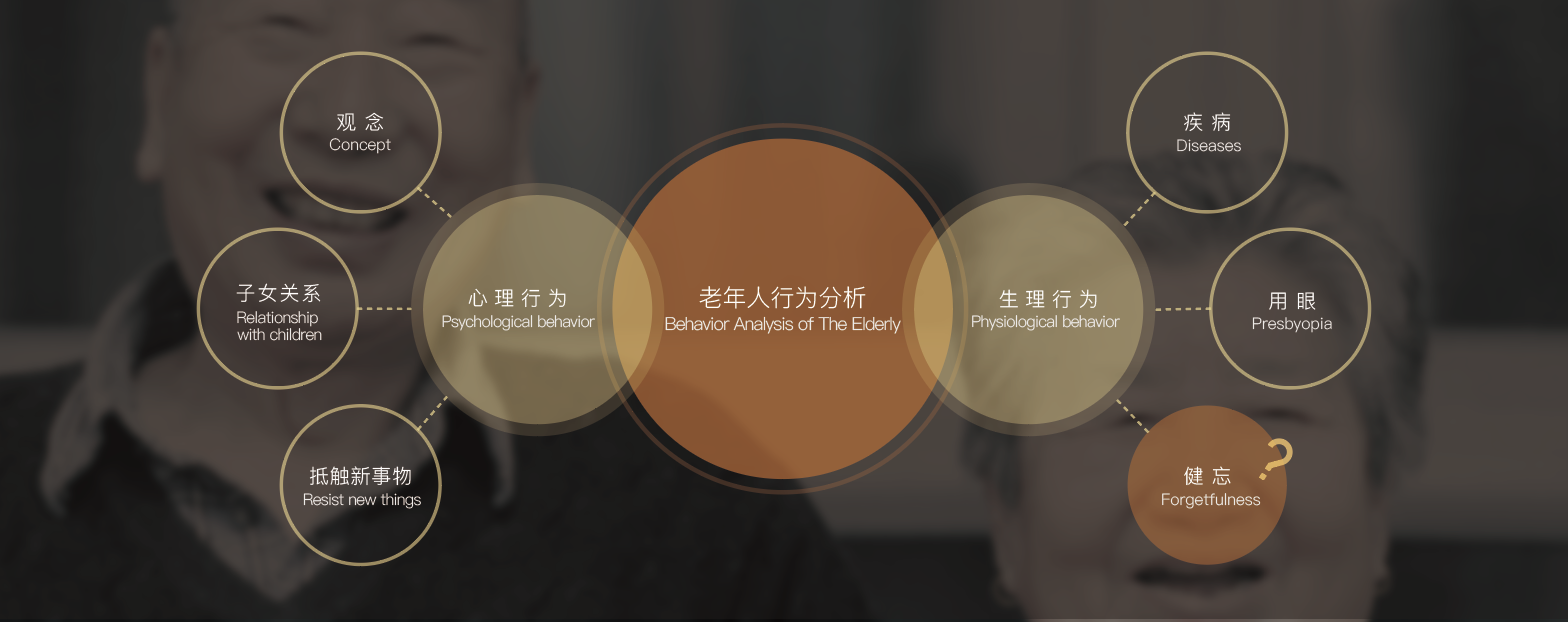 观念
Concept
子女关系
Relationship
with children
抵触新事物
Resist new things
心理行为
Psychological behavior
老年人行为分析
Behavior Analysis of The Elderly
生理行为
Physiological behavior
疾病
Diseases
用眼
Presbyopia
健忘
Forgetfulness
?